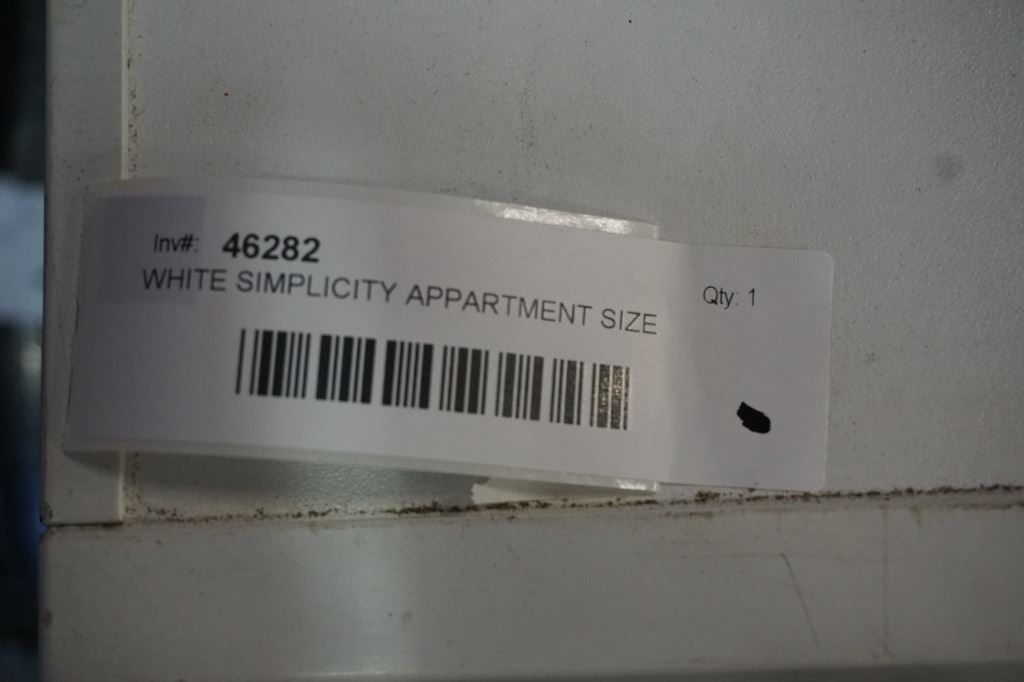 Inv#: 46282
WHITE SIMPLICITY APPARTMENT SIZE
Qty: 1